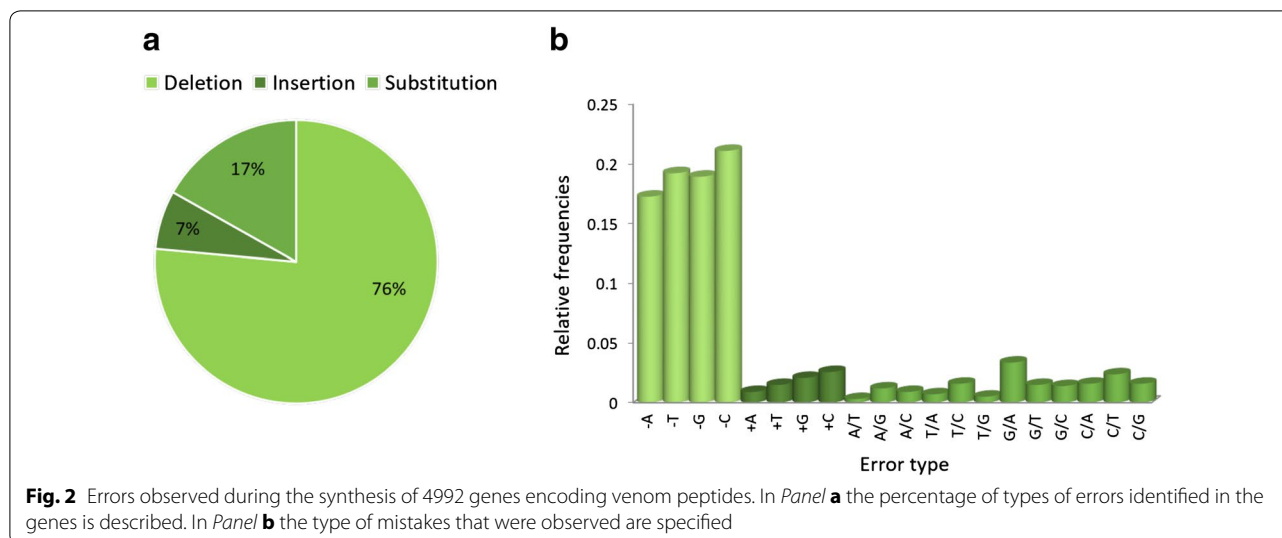 a
Deletion Insertion Substitution
17%
7%
76%
b
Relative frequencies
0.25
0.2
0.15
0.1
0.05
0
-A -T -G -C +A +T +G +C A/T A/G A/C T/A T/C T/G G/A G/T G/C C/A C/T C/G
Error type
Fig. 2 Errors observed during the synthesis of 4992 genes encoding venom peptides. In Panel a the percentage of types of errors identified in the
genes is described. In Panel b the type of mistakes that were observed are specified